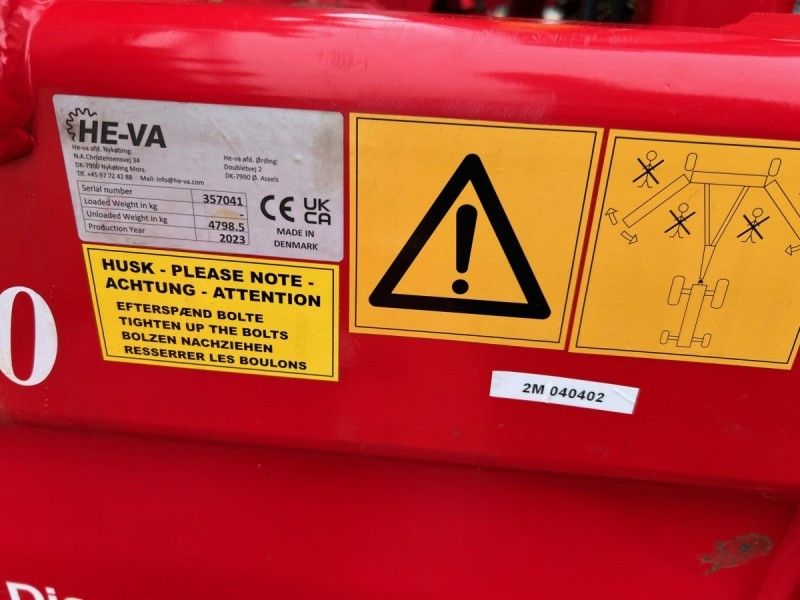 HE-VA
He-va afd. Nykøbing:
N.A.Christensensvej 34
DK-7900 Nykøbing Mors
Tlf. +45 97 72 42 88 Mail: info@he-va.com
He-va afd. Ørding:
Doubletvej 2
DK-7990 Ø. Assels
Serial number 357041
Loaded Weight in kg -
Unloaded Weight in kg 4798.5
Production Year 2023
CE UK CA
MADE IN
DENMARK
HUSK - PLEASE NOTE -
ACHTUNG - ATTENTION
EFTERSPÆND BOLTE
TIGHTEN UP THE BOLTS
BOLZEN NACHZIEHEN
RESSERRER LES BOULONS
2M 040402
0